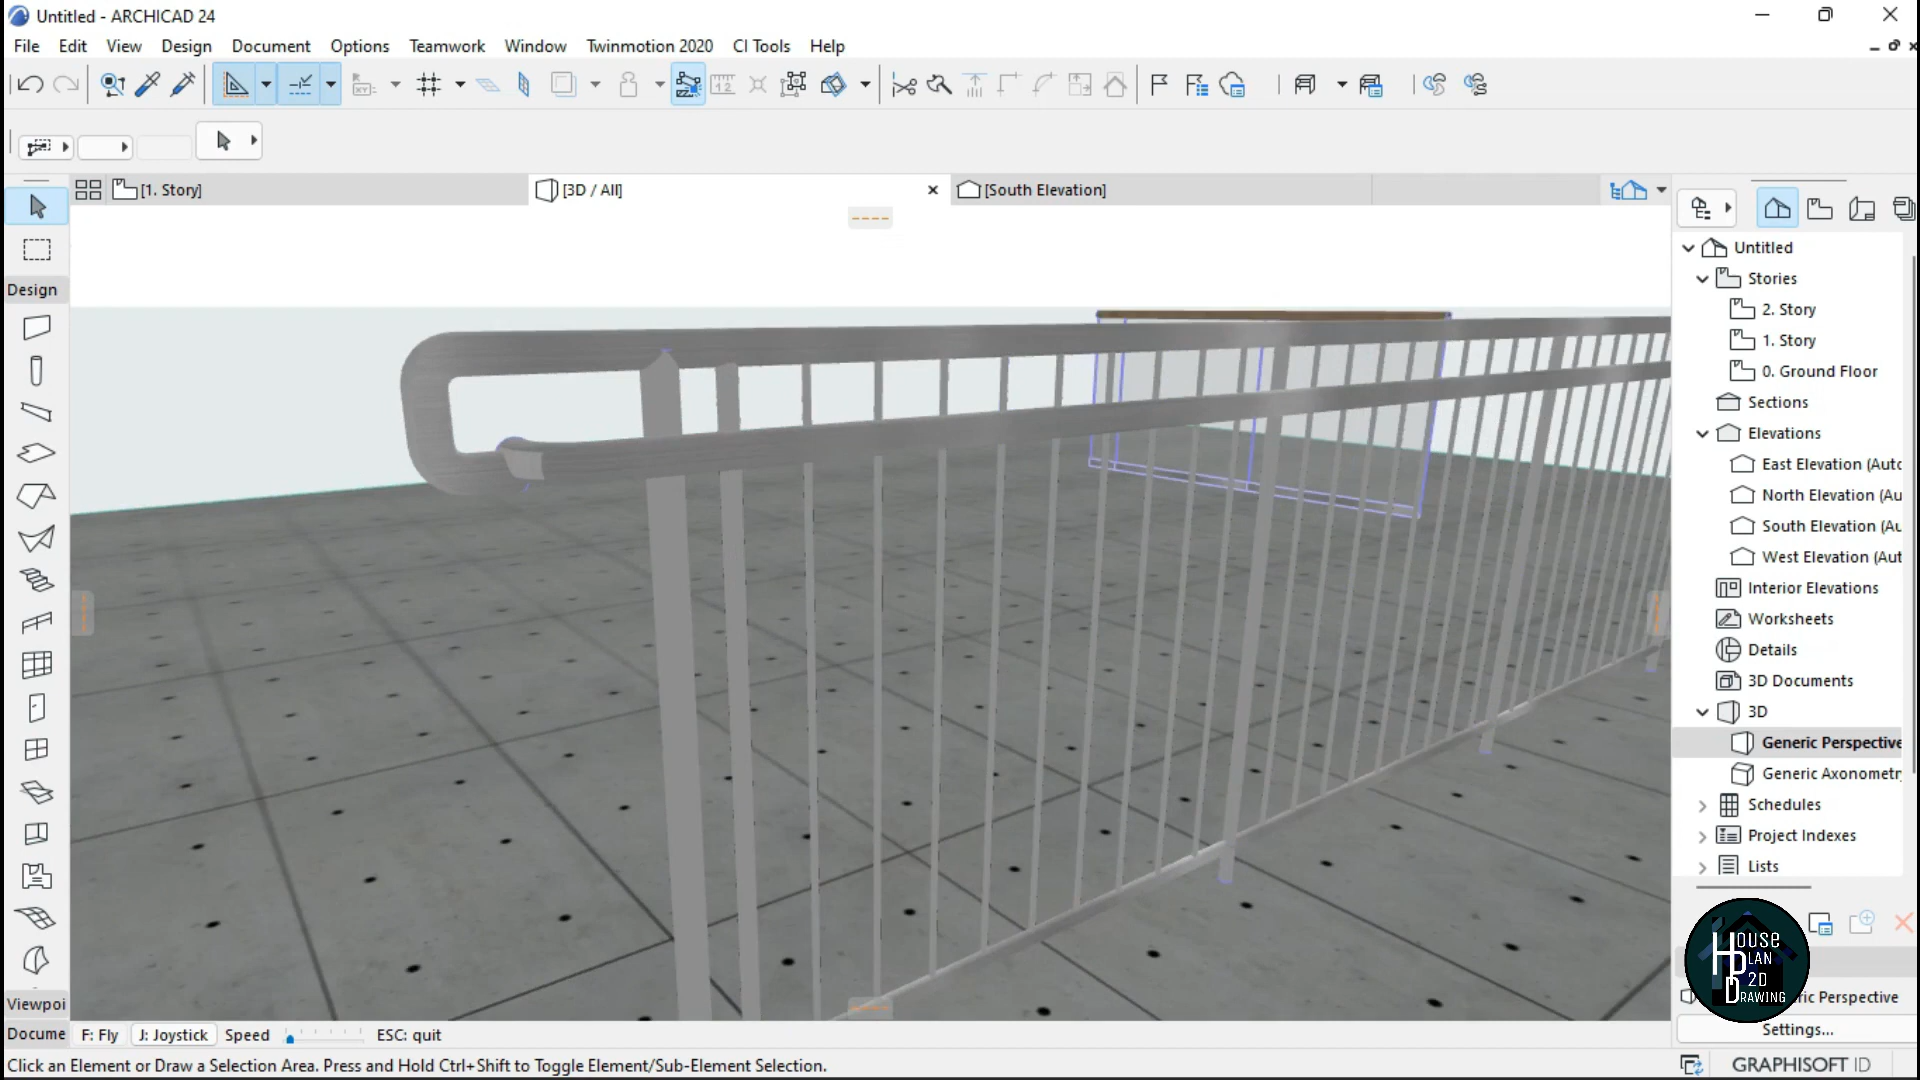 Untitled - ARCHICAD 24
File Edit View Design Document Options Teamwork Window Twinmotion 2020 CI Tools Help
[1. Story] [3D / All] [South Elevation]
Design
Untitled
Stories
2. Story
1. Story
0. Ground Floor
Sections
Elevations
East Elevation (Autc
North Elevation (Au
South Elevation (Au
West Elevation (Aut
Interior Elevations
Worksheets
Details
3D Documents
3D
Generic Perspective
Generic Axonometr
Schedules
Project Indexes
Lists
HOUSE
PLAN
2D
DRAWING
ric Perspective
Settings...
Viewpoi
Docume F: Fly J: Joystick Speed ESC: quit
Click an Element or Draw a Selection Area. Press and Hold Ctrl+Shift to Toggle Element/Sub-Element Selection.
GRAPHISOFT ID